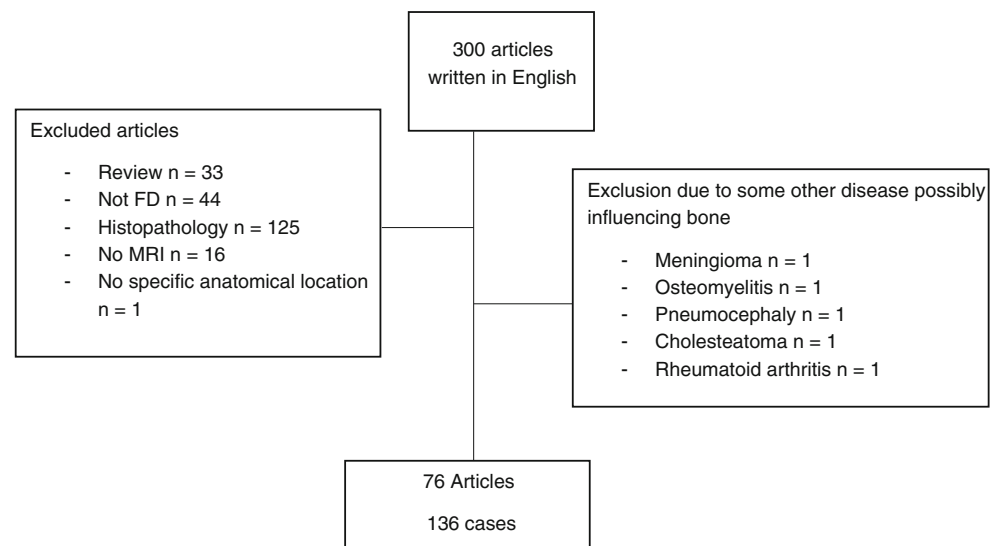 300 articles
written in English
Excluded articles
- Review n = 33
- Not FD n = 44
- Histopathology n = 125
- No MRI n = 16
- No specific anatomical location
n = 1
Exclusion due to some other disease possibly
influencing bone
- Meningioma n = 1
- Osteomyelitis n = 1
- Pneumocephaly n = 1
- Cholesteatoma n = 1
- Rheumatoid arthritis n = 1
76 Articles
136 cases